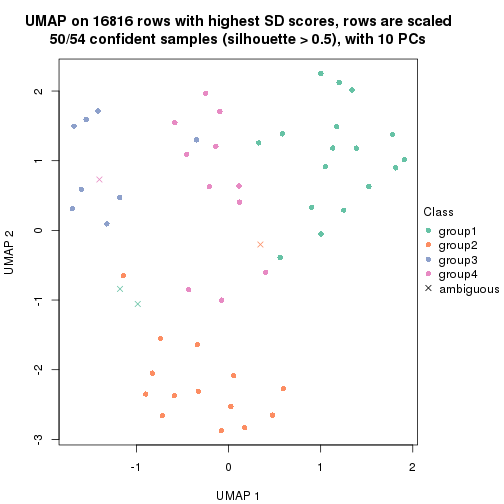 UMAP on 16816 rows with highest SD scores, rows are scaled
50/54 confident samples (silhouette > 0.5), with 10 PCs
2
1
0
-1
-2
-3
UMAP 2
Class
group1
group2
group3
group4
ambiguous
-1
0
1
2
UMAP 1